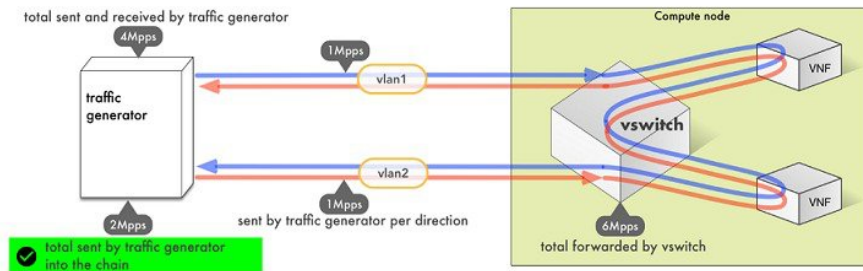 total sent and received by traffic generator
4Mpps
1Mpps
Compute node
vlan1
VNF
traffic
generator
vswitch
vlan2
VNF
1Mpps
sent by traffic generator per direction
2Mpps
6Mpps
total sent by traffic generator
into the chain
total forwarded by vswitch